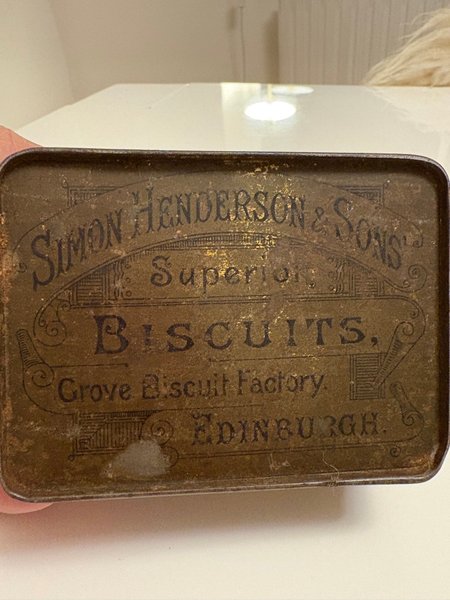 SIMON HENDERSON & SONS'
Superior
BISCUITS,
Grove Biscuit Factory.
EDINBURGH.